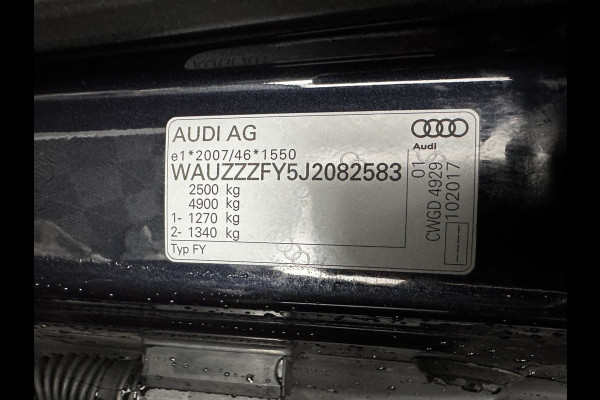 AUDI AG
Audi
e1*2007/46*1550
WAUZZZFY5J2082583
2500 kg
4900 kg
1- 1270 kg
2- 1340 kg
Typ FY
01
CWGD 49291
102017